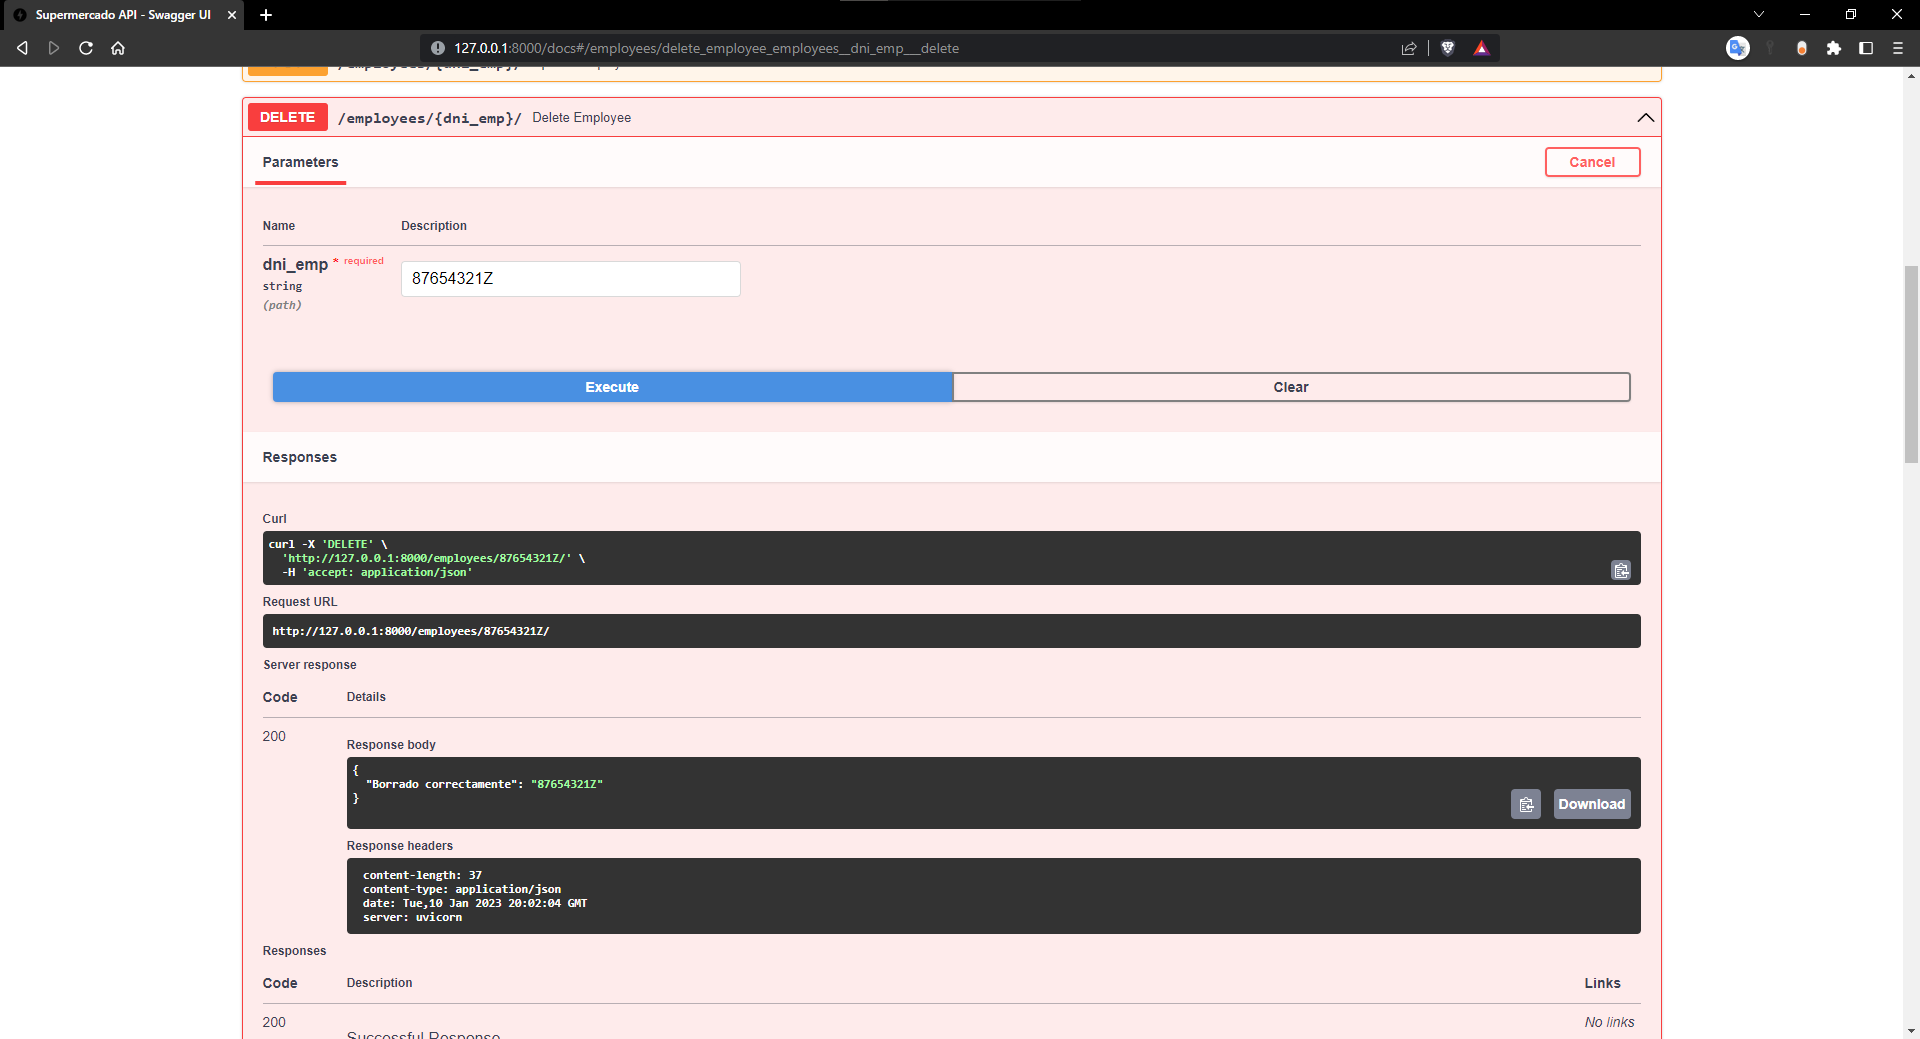 Supermercado API - Swagger UI
127.0.0.1:8000/docs#/employees/delete_employee_employees__dni_emp___delete
/employees/{dni_emp}/
DELETE /employees/{dni_emp}/ Delete Employee
Parameters Cancel
Name Description
dni_emp * required
string
(path)
87654321Z
Execute Clear
Responses
Curl
curl -X 'DELETE' \
'http://127.0.0.1:8000/employees/87654321Z/' \
-H 'accept: application/json'
Request URL
http://127.0.0.1:8000/employees/87654321Z/
Server response
Code Details
200
Response body
{
"Borrado correctamente": "87654321Z"
}
Download
Response headers
content-length: 37
content-type: application/json
date: Tue,10 Jan 2023 20:02:04 GMT
server: uvicorn
Responses
Code Description Links
200 No links
Successful Response